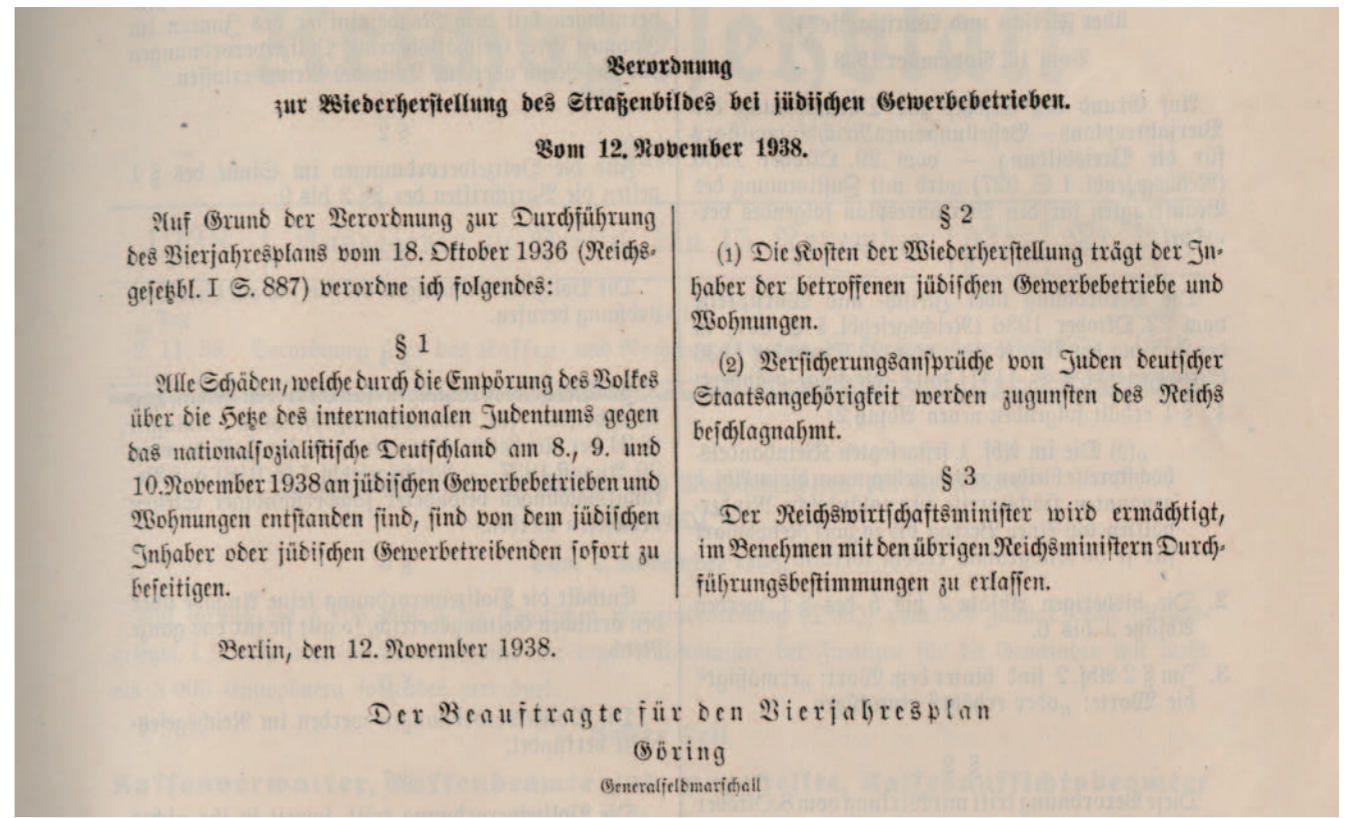 Verordnung
zur Wiederherstellung des Straßenbildes bei jüdischen Gewerbebetrieben.
Vom 12. November 1938.
Auf Grund der Verordnung zur Durchführung
des Vierjahresplans vom 18. Oktober 1936 (Reichs-
gesetzbl. I S. 887) verordne ich folgendes:
§ 1
Alle Schäden, welche durch die Empörung des Volkes
über die Hetze des internationalen Judentums gegen
das nationalsozialistische Deutschland am 8., 9. und
10. November 1938 an jüdischen Gewerbebetrieben und
Wohnungen entstanden sind, sind von dem jüdischen
Inhaber oder jüdischen Gewerbetreibenden sofort zu
beseitigen.
§ 2
(1) Die Kosten der Wiederherstellung trägt der In-
haber der betroffenen jüdischen Gewerbebetriebe und
Wohnungen.
(2) Versicherungsansprüche von Juden deutscher
Staatsangehörigkeit werden zugunsten des Reichs
beschlagnahmt.
§ 3
Der Reichswirtschaftsminister wird ermächtigt,
im Benehmen mit den übrigen Reichsministern Durch-
führungsbestimmungen zu erlassen.
Berlin, den 12. November 1938.
Der Beauftragte für den Vierjahresplan
Göring
Generalfeldmarschall